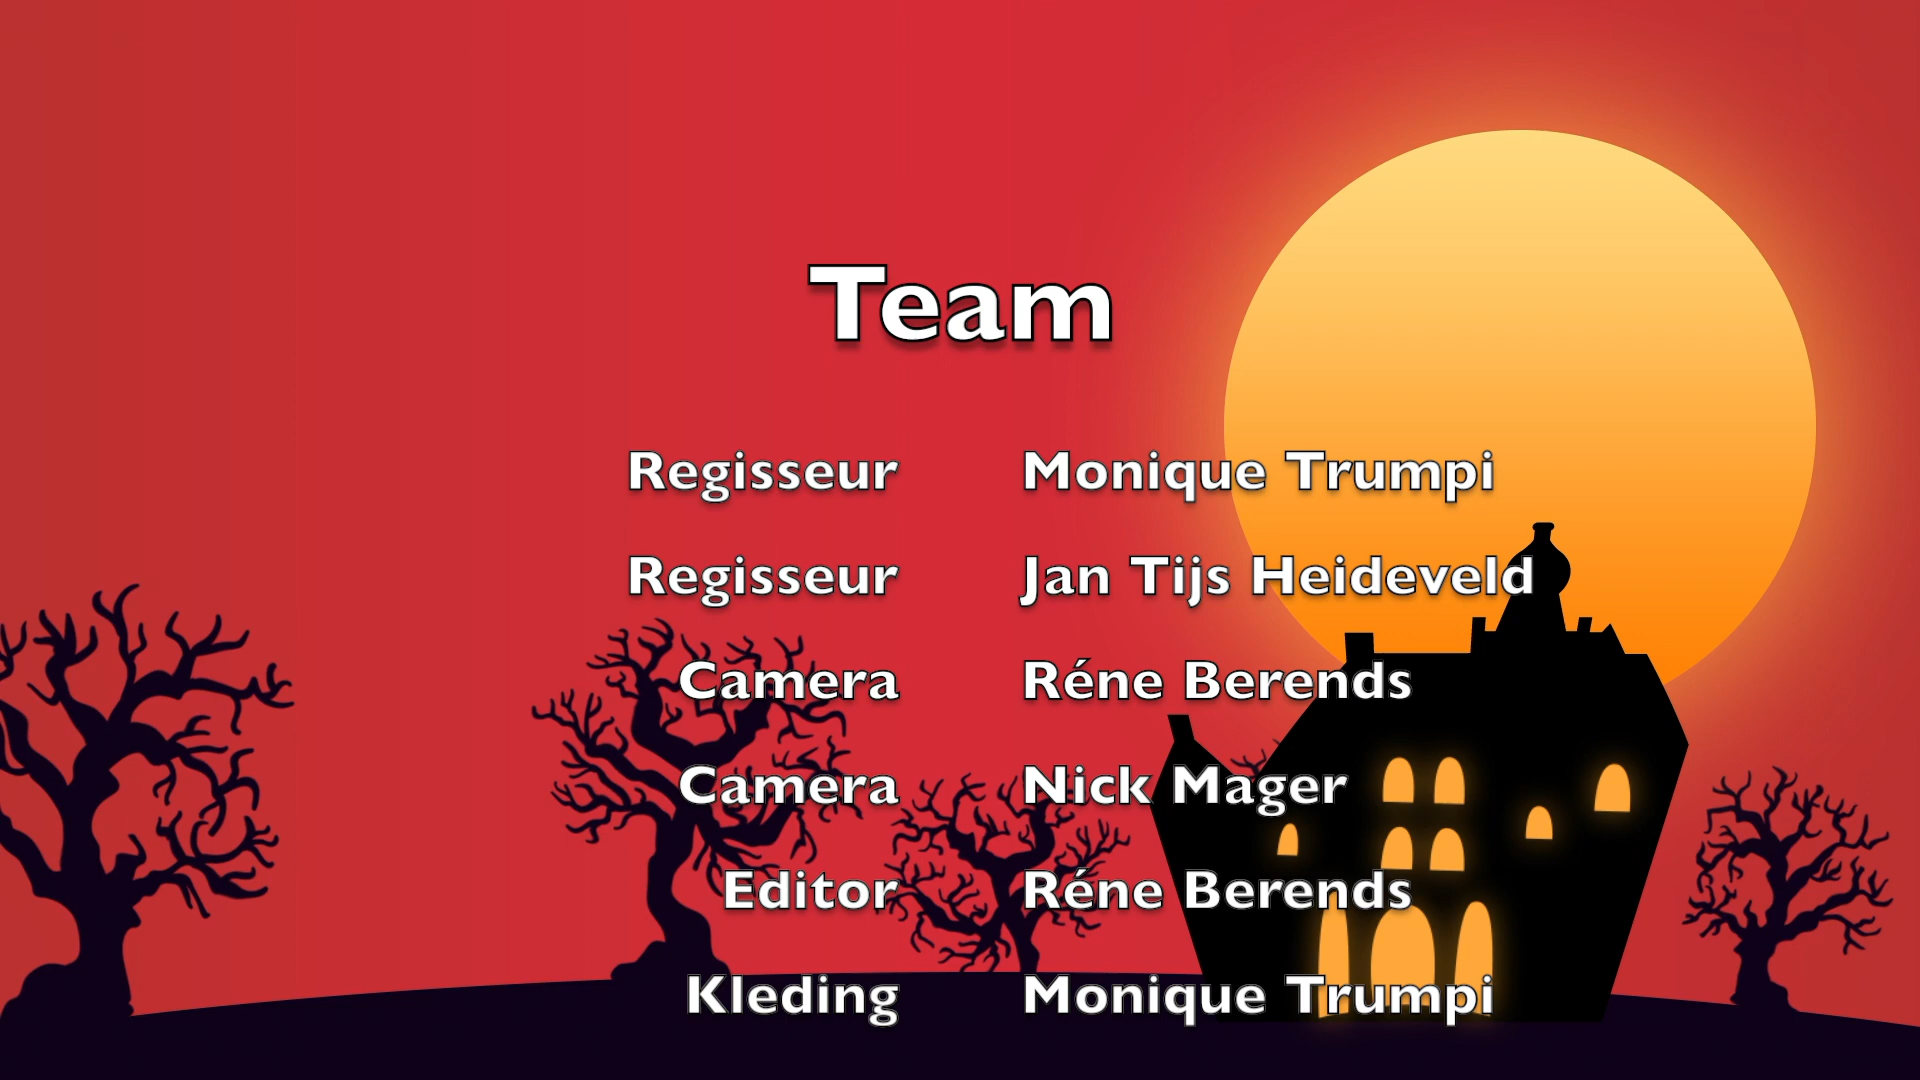 Team
Regisseur Monique Trumpi
Regisseur Jan Tijs Heideveld
Camera Réne Berends
Camera Nick Mager
Editor Réne Berends
Kleding Monique Trumpi